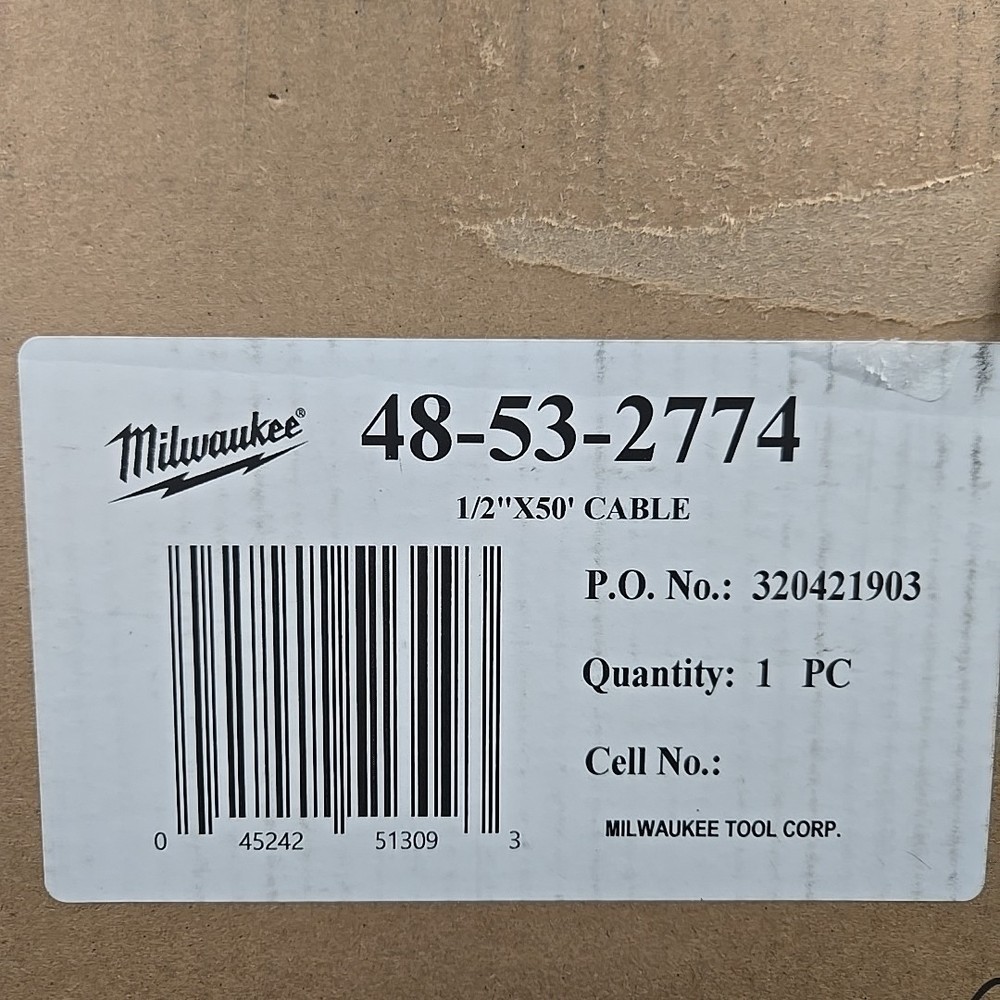 Milwaukee®
48-53-2774
1/2"X50' CABLE
P.O. No.: 320421903
Quantity: 1 PC
Cell No.:
MILWAUKEE TOOL CORP.
0 45242 51309 3